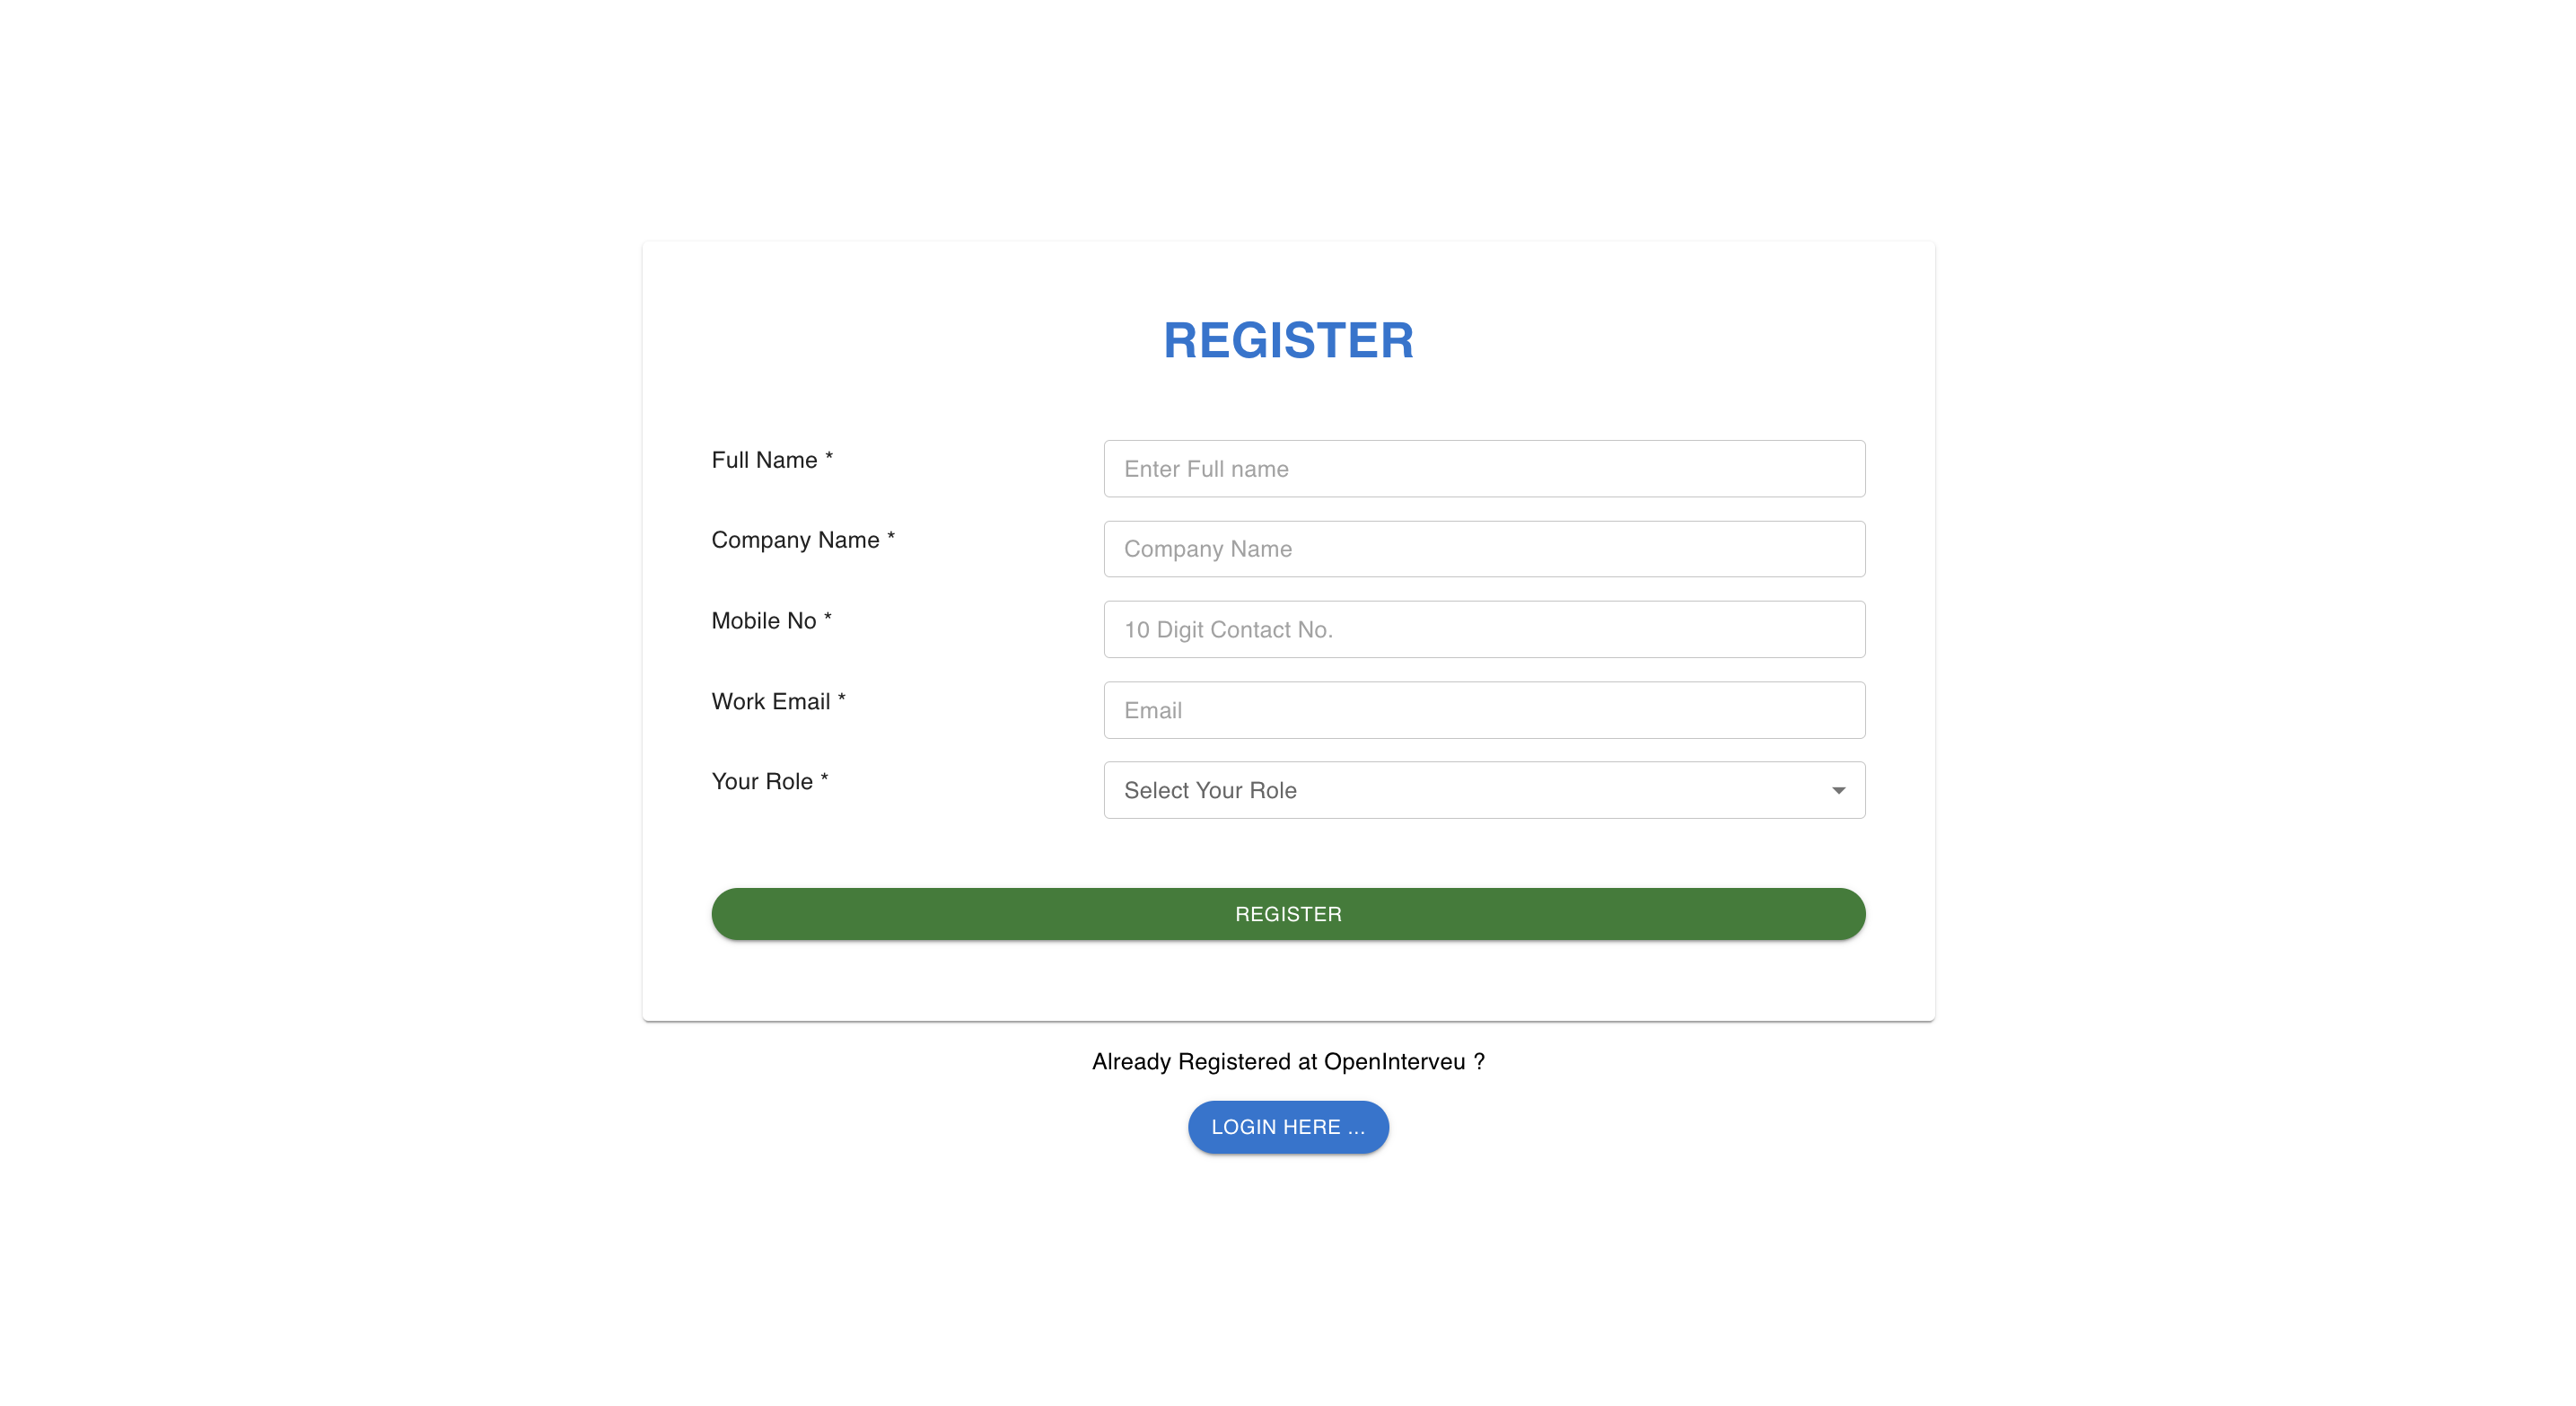 REGISTER
Full Name *
Enter Full name
Company Name *
Company Name
Mobile No *
10 Digit Contact No.
Work Email *
Email
Your Role *
Select Your Role
REGISTER
Already Registered at OpenInterveu ?
LOGIN HERE ...